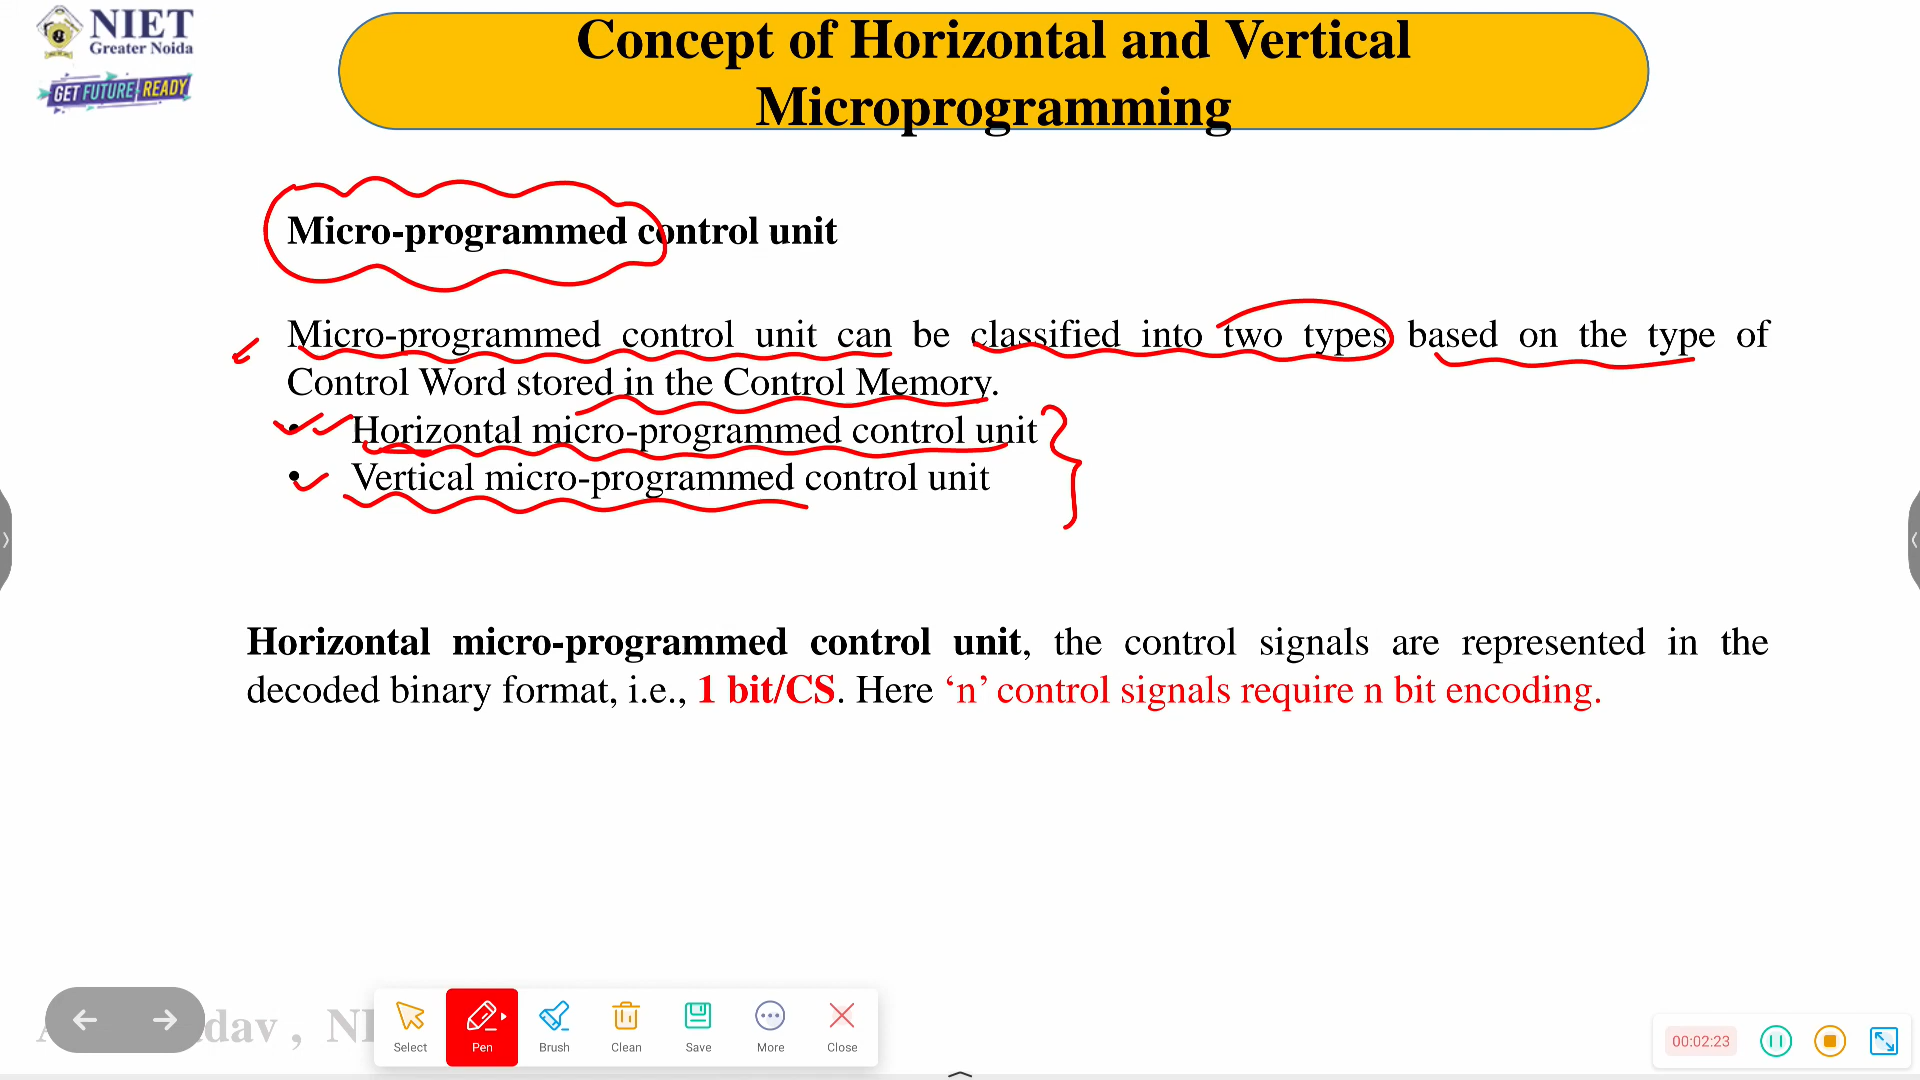 NIET
Greater Noida
GET FUTURE READY
Concept of Horizontal and Vertical
Microprogramming
Micro-programmed control unit
Micro-programmed control unit can be classified into two types based on the type of
Control Word stored in the Control Memory.
• Horizontal micro-programmed control unit
• Vertical micro-programmed control unit
Horizontal micro-programmed control unit, the control signals are represented in the
decoded binary format, i.e., 1 bit/CS. Here ‘n’ control signals require n bit encoding.
Select
Pen
Brush
Clean
Save
More
Close
00:02:23